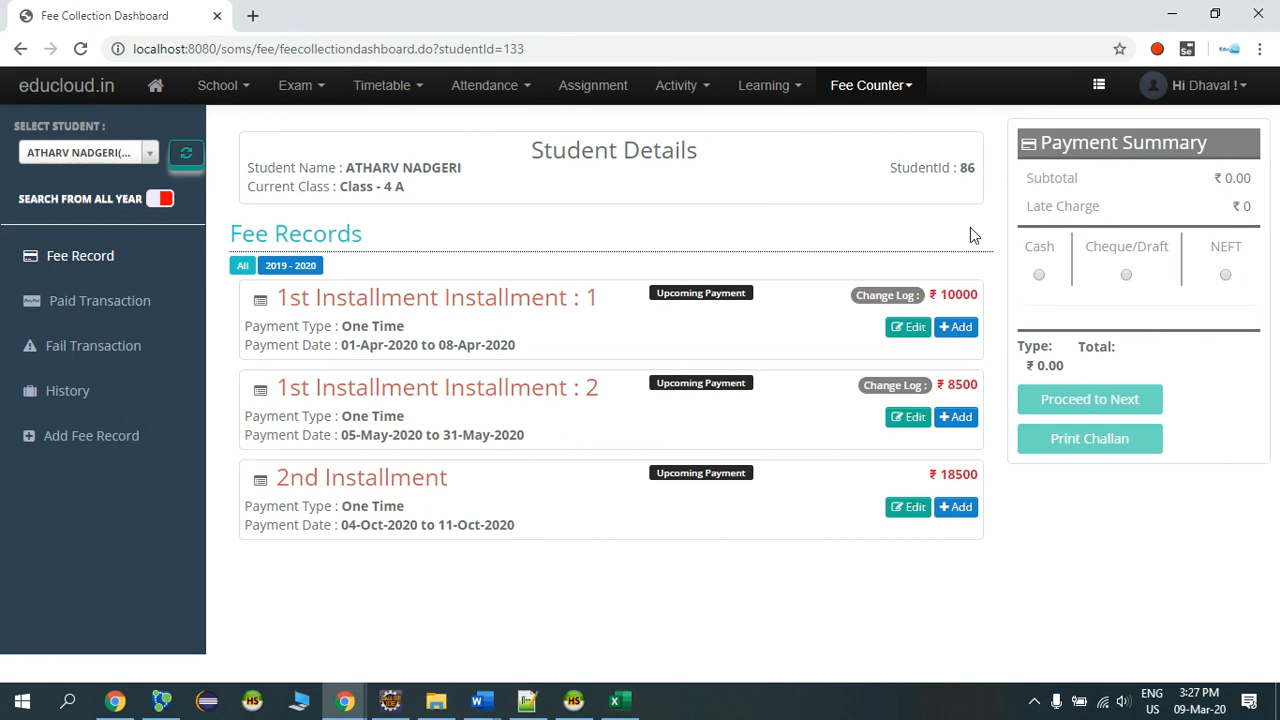 Fee Collection Dashboard
localhost:8080/soms/fee/feecollectiondashboard.do?studentId=133
educloud.in School Exam Timetable Attendance Assignment Activity Learning Fee Counter Hi Dhaval !
SELECT STUDENT :
ATHARV NADGERI(...
SEARCH FROM ALL YEAR
Fee Record
Paid Transaction
Fail Transaction
History
Add Fee Record
Student Details
Student Name : ATHARV NADGERI StudentId : 86
Current Class : Class - 4 A
Fee Records
All 2019 - 2020
1st Installment Installment : 1 Upcoming Payment Change Log : ₹ 10000
Payment Type : One Time Edit Add
Payment Date : 01-Apr-2020 to 08-Apr-2020
1st Installment Installment : 2 Upcoming Payment Change Log : ₹ 8500
Payment Type : One Time Edit Add
Payment Date : 05-May-2020 to 31-May-2020
2nd Installment Upcoming Payment ₹ 18500
Payment Type : One Time Edit Add
Payment Date : 04-Oct-2020 to 11-Oct-2020
Payment Summary
Subtotal ₹ 0.00
Late Charge ₹ 0
Cash Cheque/Draft NEFT
Type: Total:
₹ 0.00
Proceed to Next
Print Challan
ENG 3:27 PM
US 09-Mar-20